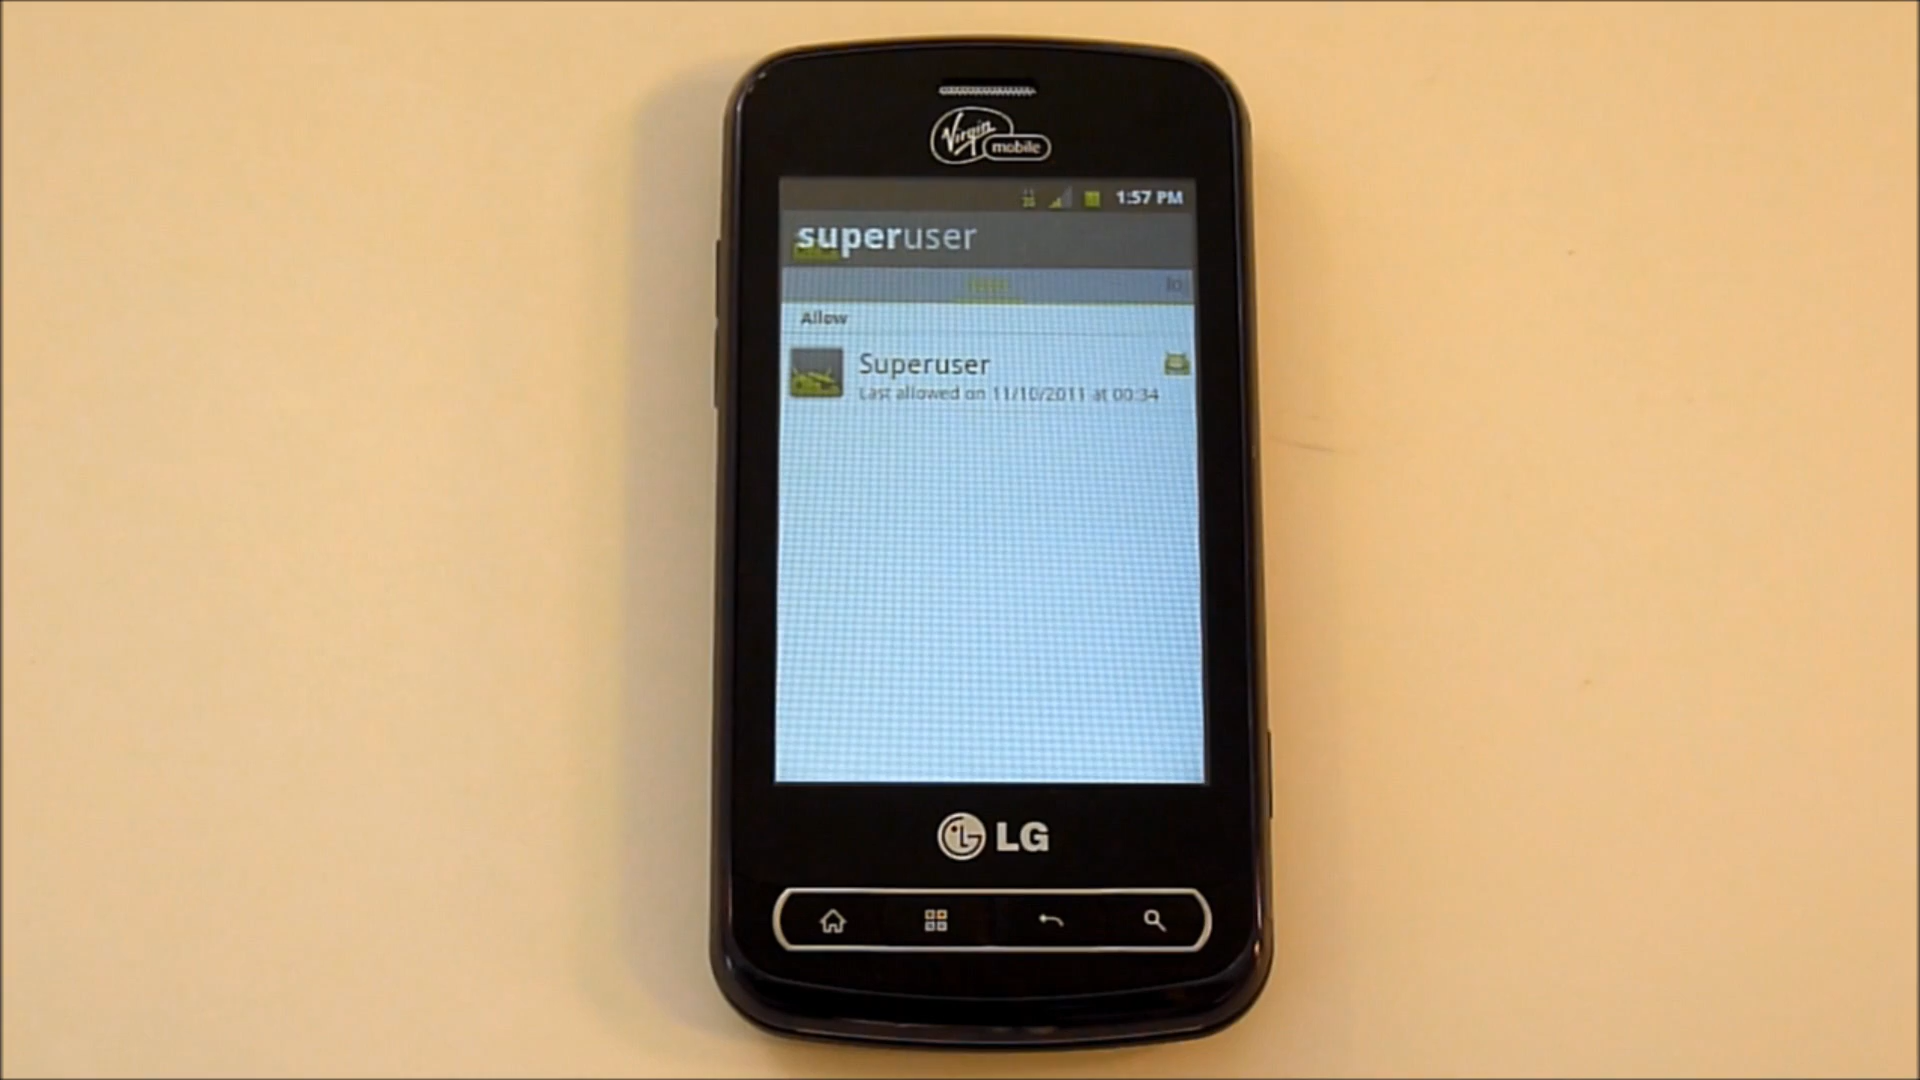 Virgin
mobile
1:57 PM
superuser
Allow
Superuser
Last allowed on 11/10/2011 at 00:34
LG